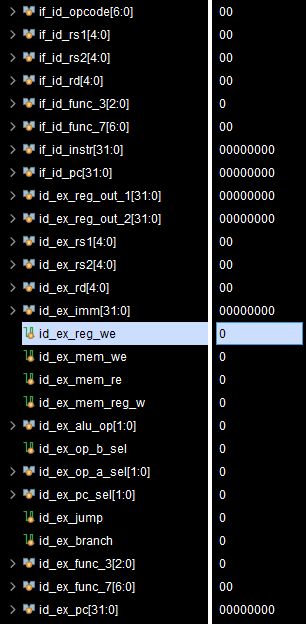 if_id_opcode[6:0] 00
if_id_rs1[4:0] 00
if_id_rs2[4:0] 00
if_id_rd[4:0] 00
if_id_func_3[2:0] 0
if_id_func_7[6:0] 00
if_id_instr[31:0] 00000000
if_id_pc[31:0] 00000000
id_ex_reg_out_1[31:0] 00000000
id_ex_reg_out_2[31:0] 00000000
id_ex_rs1[4:0] 00
id_ex_rs2[4:0] 00
id_ex_rd[4:0] 00
id_ex_imm[31:0] 00000000
id_ex_reg_we 0
id_ex_mem_we 0
id_ex_mem_re 0
id_ex_mem_reg_w 0
id_ex_alu_op[1:0] 0
id_ex_op_b_sel 0
id_ex_op_a_sel[1:0] 0
id_ex_pc_sel[1:0] 0
id_ex_jump 0
id_ex_branch 0
id_ex_func_3[2:0] 0
id_ex_func_7[6:0] 00
id_ex_pc[31:0] 00000000